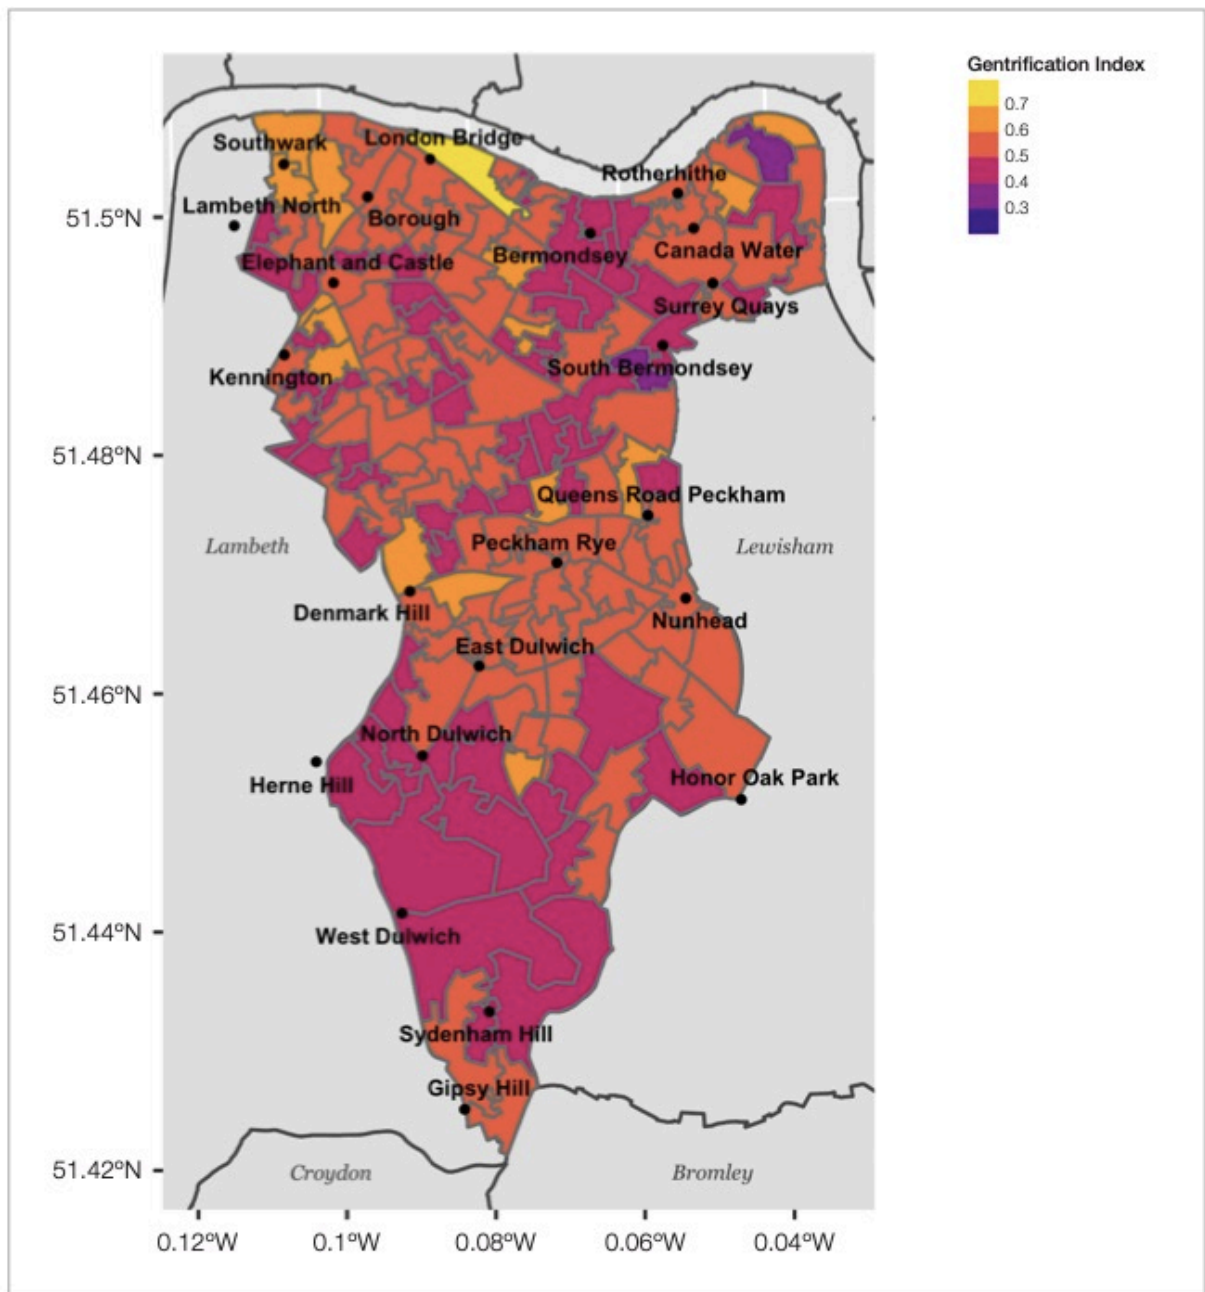 Gentrification Index
0.7
0.6
0.5
0.4
0.3
Southwark
London Bridge
Rotherhithe
Lambeth North
51.5°N
Borough
Canada Water
Bermondsey
Elephant and Castle
Surrey Quays
South Bermondsey
Kennington
51.48°N
Queens Road Peckham
Peckham Rye
Lambeth
Lewisham
Denmark Hill
Nunhead
East Dulwich
51.46°N
North Dulwich
Honor Oak Park
Herne Hill
51.44°N
West Dulwich
Sydenham Hill
Gipsy Hill
51.42°N
Croydon
Bromley
0.12°W
0.1°W
0.08°W
0.06°W
0.04°W